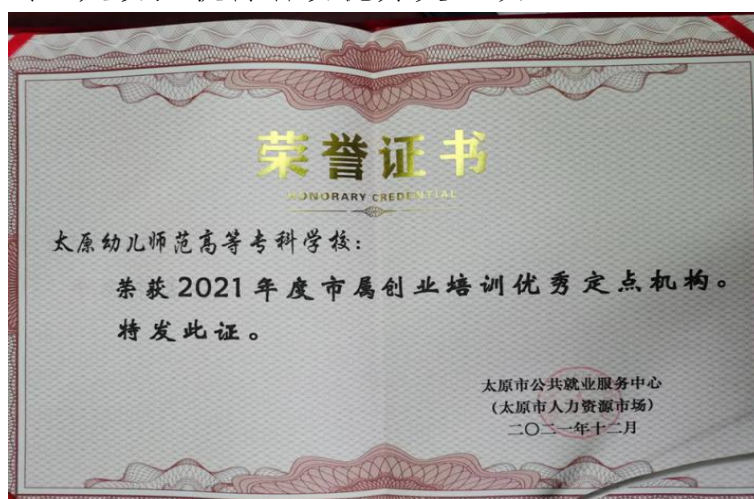 荣誉证书
HONORARY CREDENTIAL
太原幼儿师范高等专科学校：
荣获2021年度市属创业培训优秀定点机构。
特发此证。
太原市公共就业服务中心
（太原市人力资源市场）
二〇二一年十二月